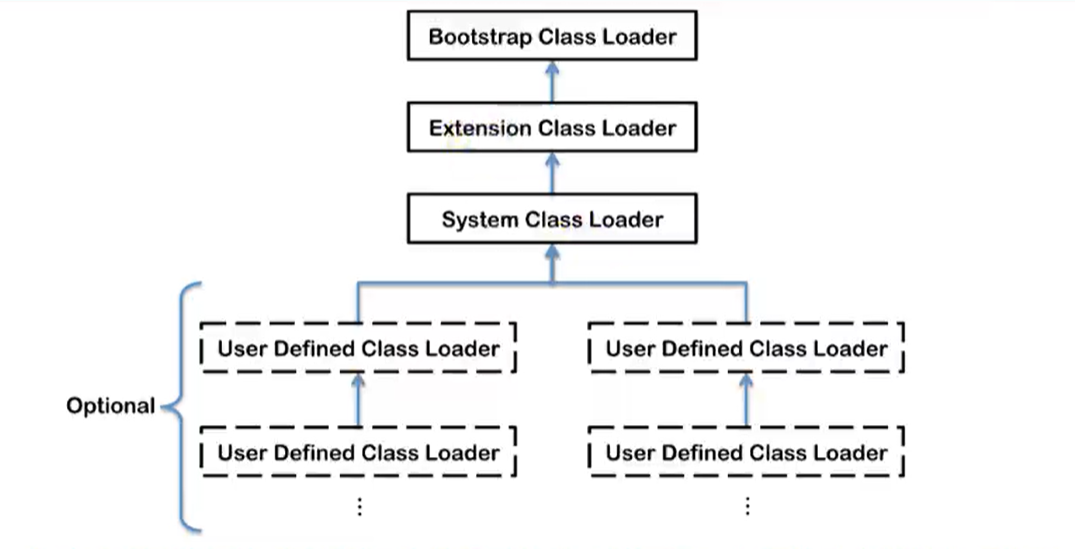 Bootstrap Class Loader
Extension Class Loader
System Class Loader
User Defined Class Loader
User Defined Class Loader
Optional
User Defined Class Loader
User Defined Class Loader